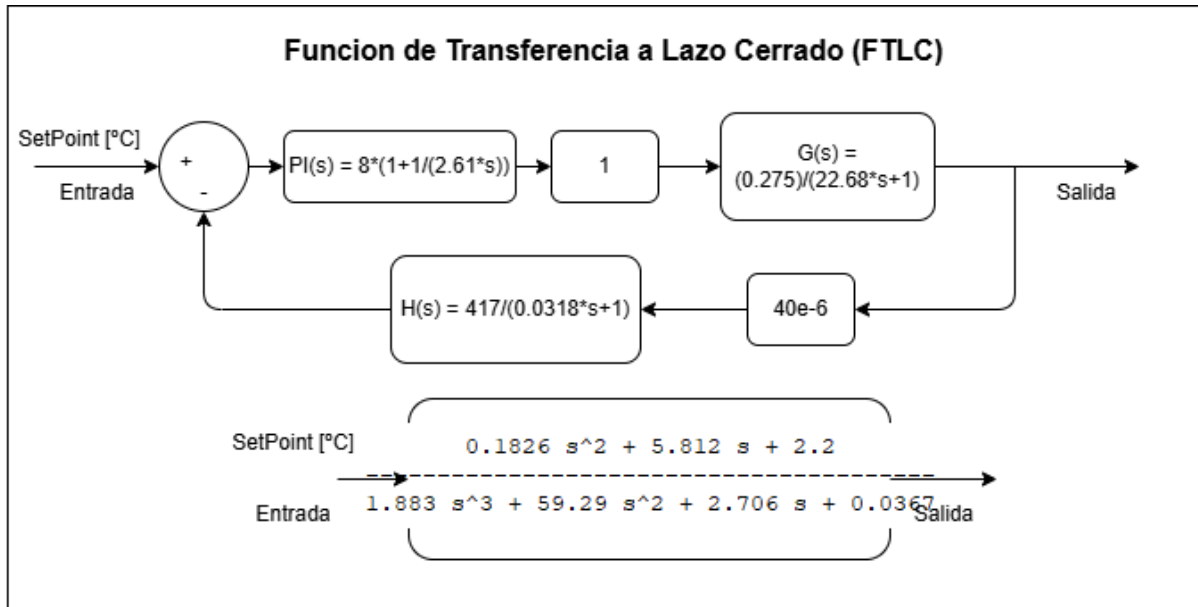 Funcion de Transferencia a Lazo Cerrado (FTLC)
SetPoint [ºC]
Entrada
+
-
PI(s) = 8*(1+1/(2.61*s))
1
G(s) =
(0.275)/(22.68*s+1)
Salida
H(s) = 417/(0.0318*s+1)
40e-6
SetPoint [ºC]
Entrada
0.1826 s^2 + 5.812 s + 2.2
----------------------------------------
1.883 s^3 + 59.29 s^2 + 2.706 s + 0.0367
Salida